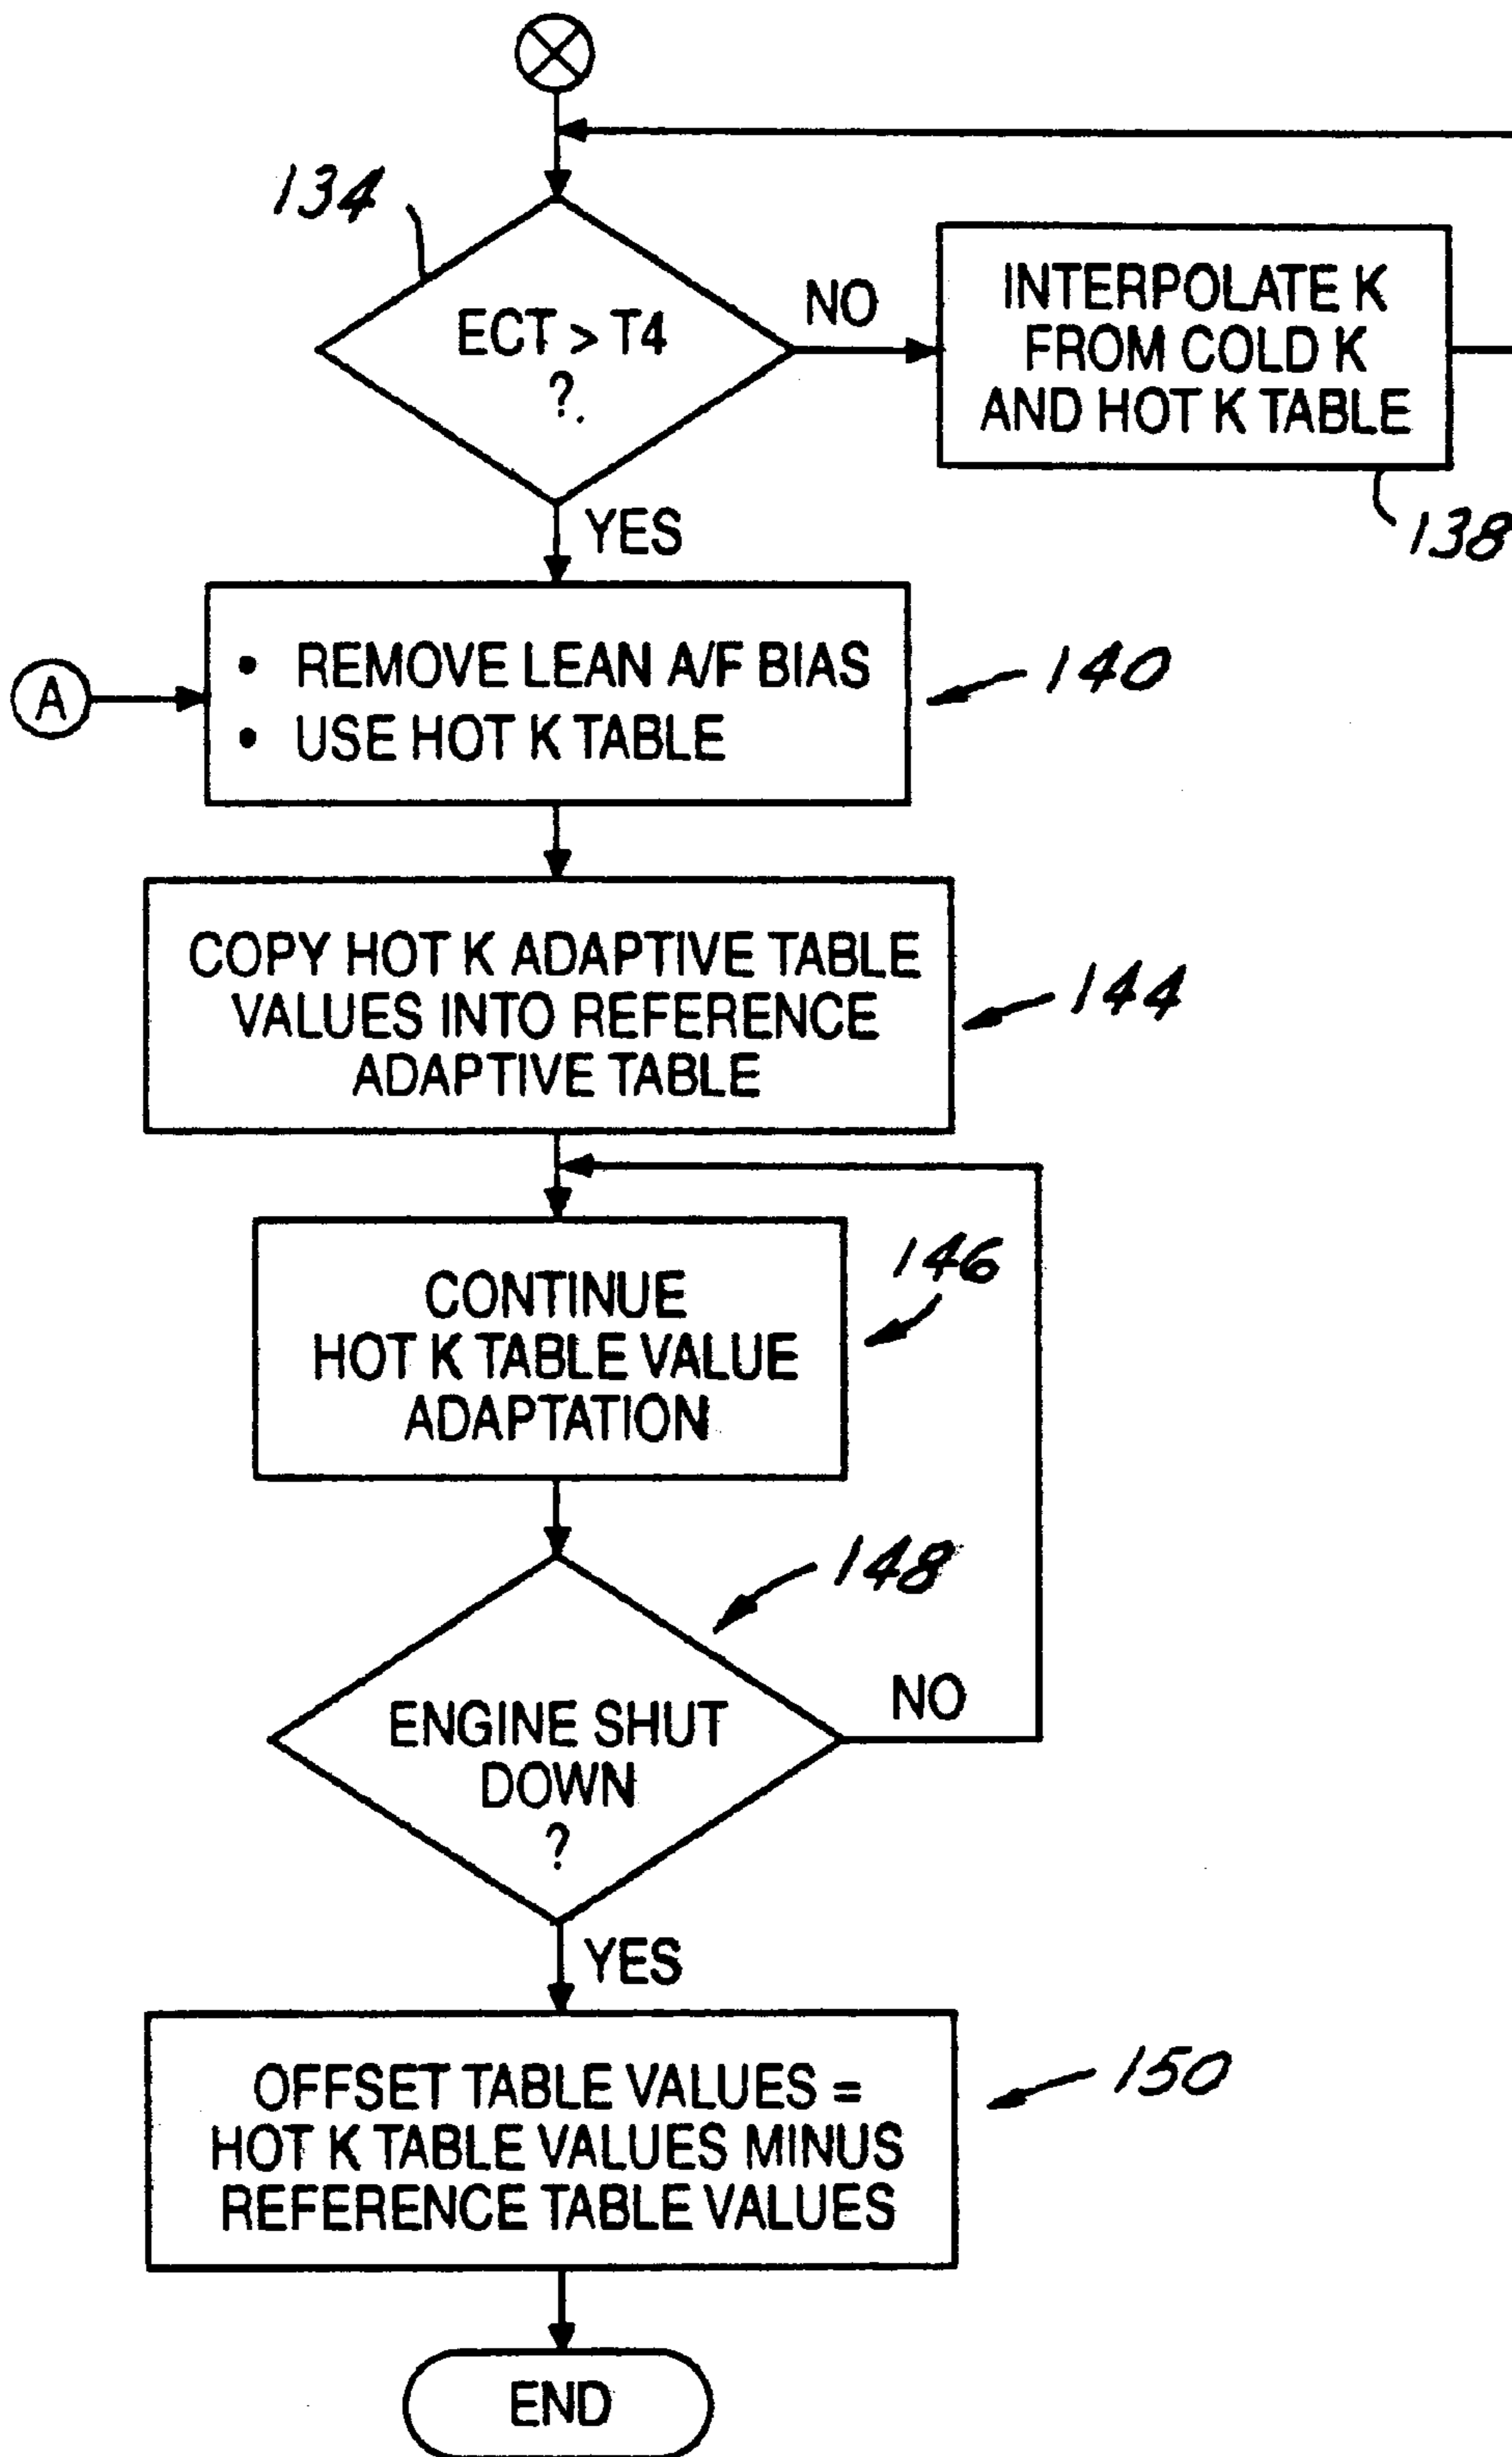 134
ECT > T4
?
NO
INTERPOLATE K
FROM COLD K
AND HOT K TABLE
138
YES
A
• REMOVE LEAN A/F BIAS
• USE HOT K TABLE
140
COPY HOT K ADAPTIVE TABLE
VALUES INTO REFERENCE
ADAPTIVE TABLE
144
CONTINUE
HOT K TABLE VALUE
ADAPTATION
146
148
ENGINE SHUT
DOWN
?
NO
YES
OFFSET TABLE VALUES =
HOT K TABLE VALUES MINUS
REFERENCE TABLE VALUES
150
END